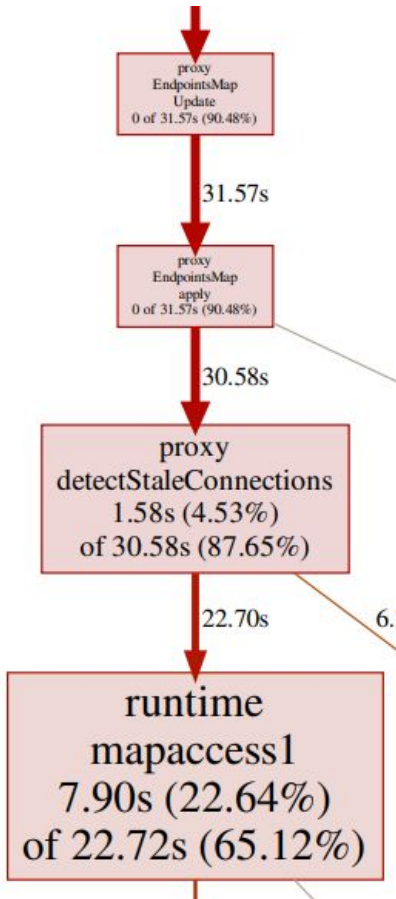 proxy
EndpointsMap
Update
0 of 31.57s (90.48%)
31.57s
proxy
EndpointsMap
apply
0 of 31.57s (90.48%)
30.58s
proxy
detectStaleConnections
1.58s (4.53%)
of 30.58s (87.65%)
22.70s
6.
runtime
mapaccess1
7.90s (22.64%)
of 22.72s (65.12%)